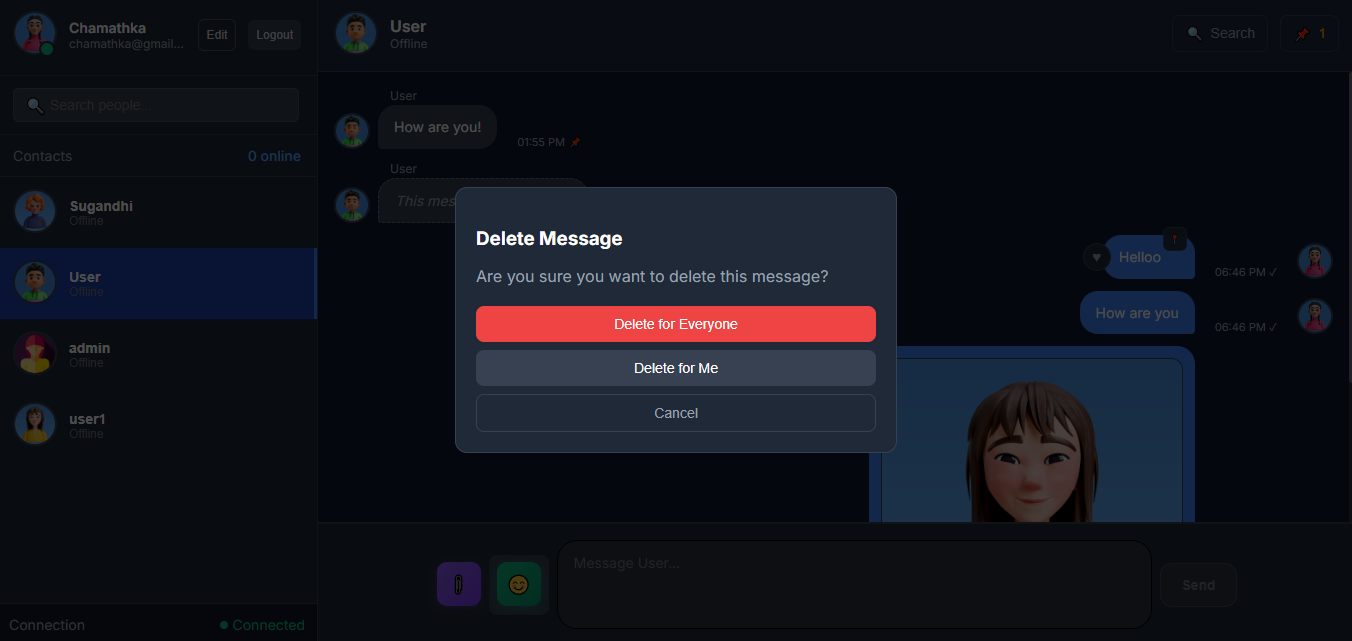 Chamathka
chamathka@gmail...
Edit
Logout
User
Offline
Search
1
Search people...
Contacts
0 online
Sugandhi
Offline
User
Offline
admin
Offline
user1
Offline
Connection
Connected
User
How are you!
01:55 PM
User
This mes
Helloo
06:46 PM ✓
How are you
06:46 PM ✓
Delete Message
Are you sure you want to delete this message?
Delete for Everyone
Delete for Me
Cancel
Message User...
Send